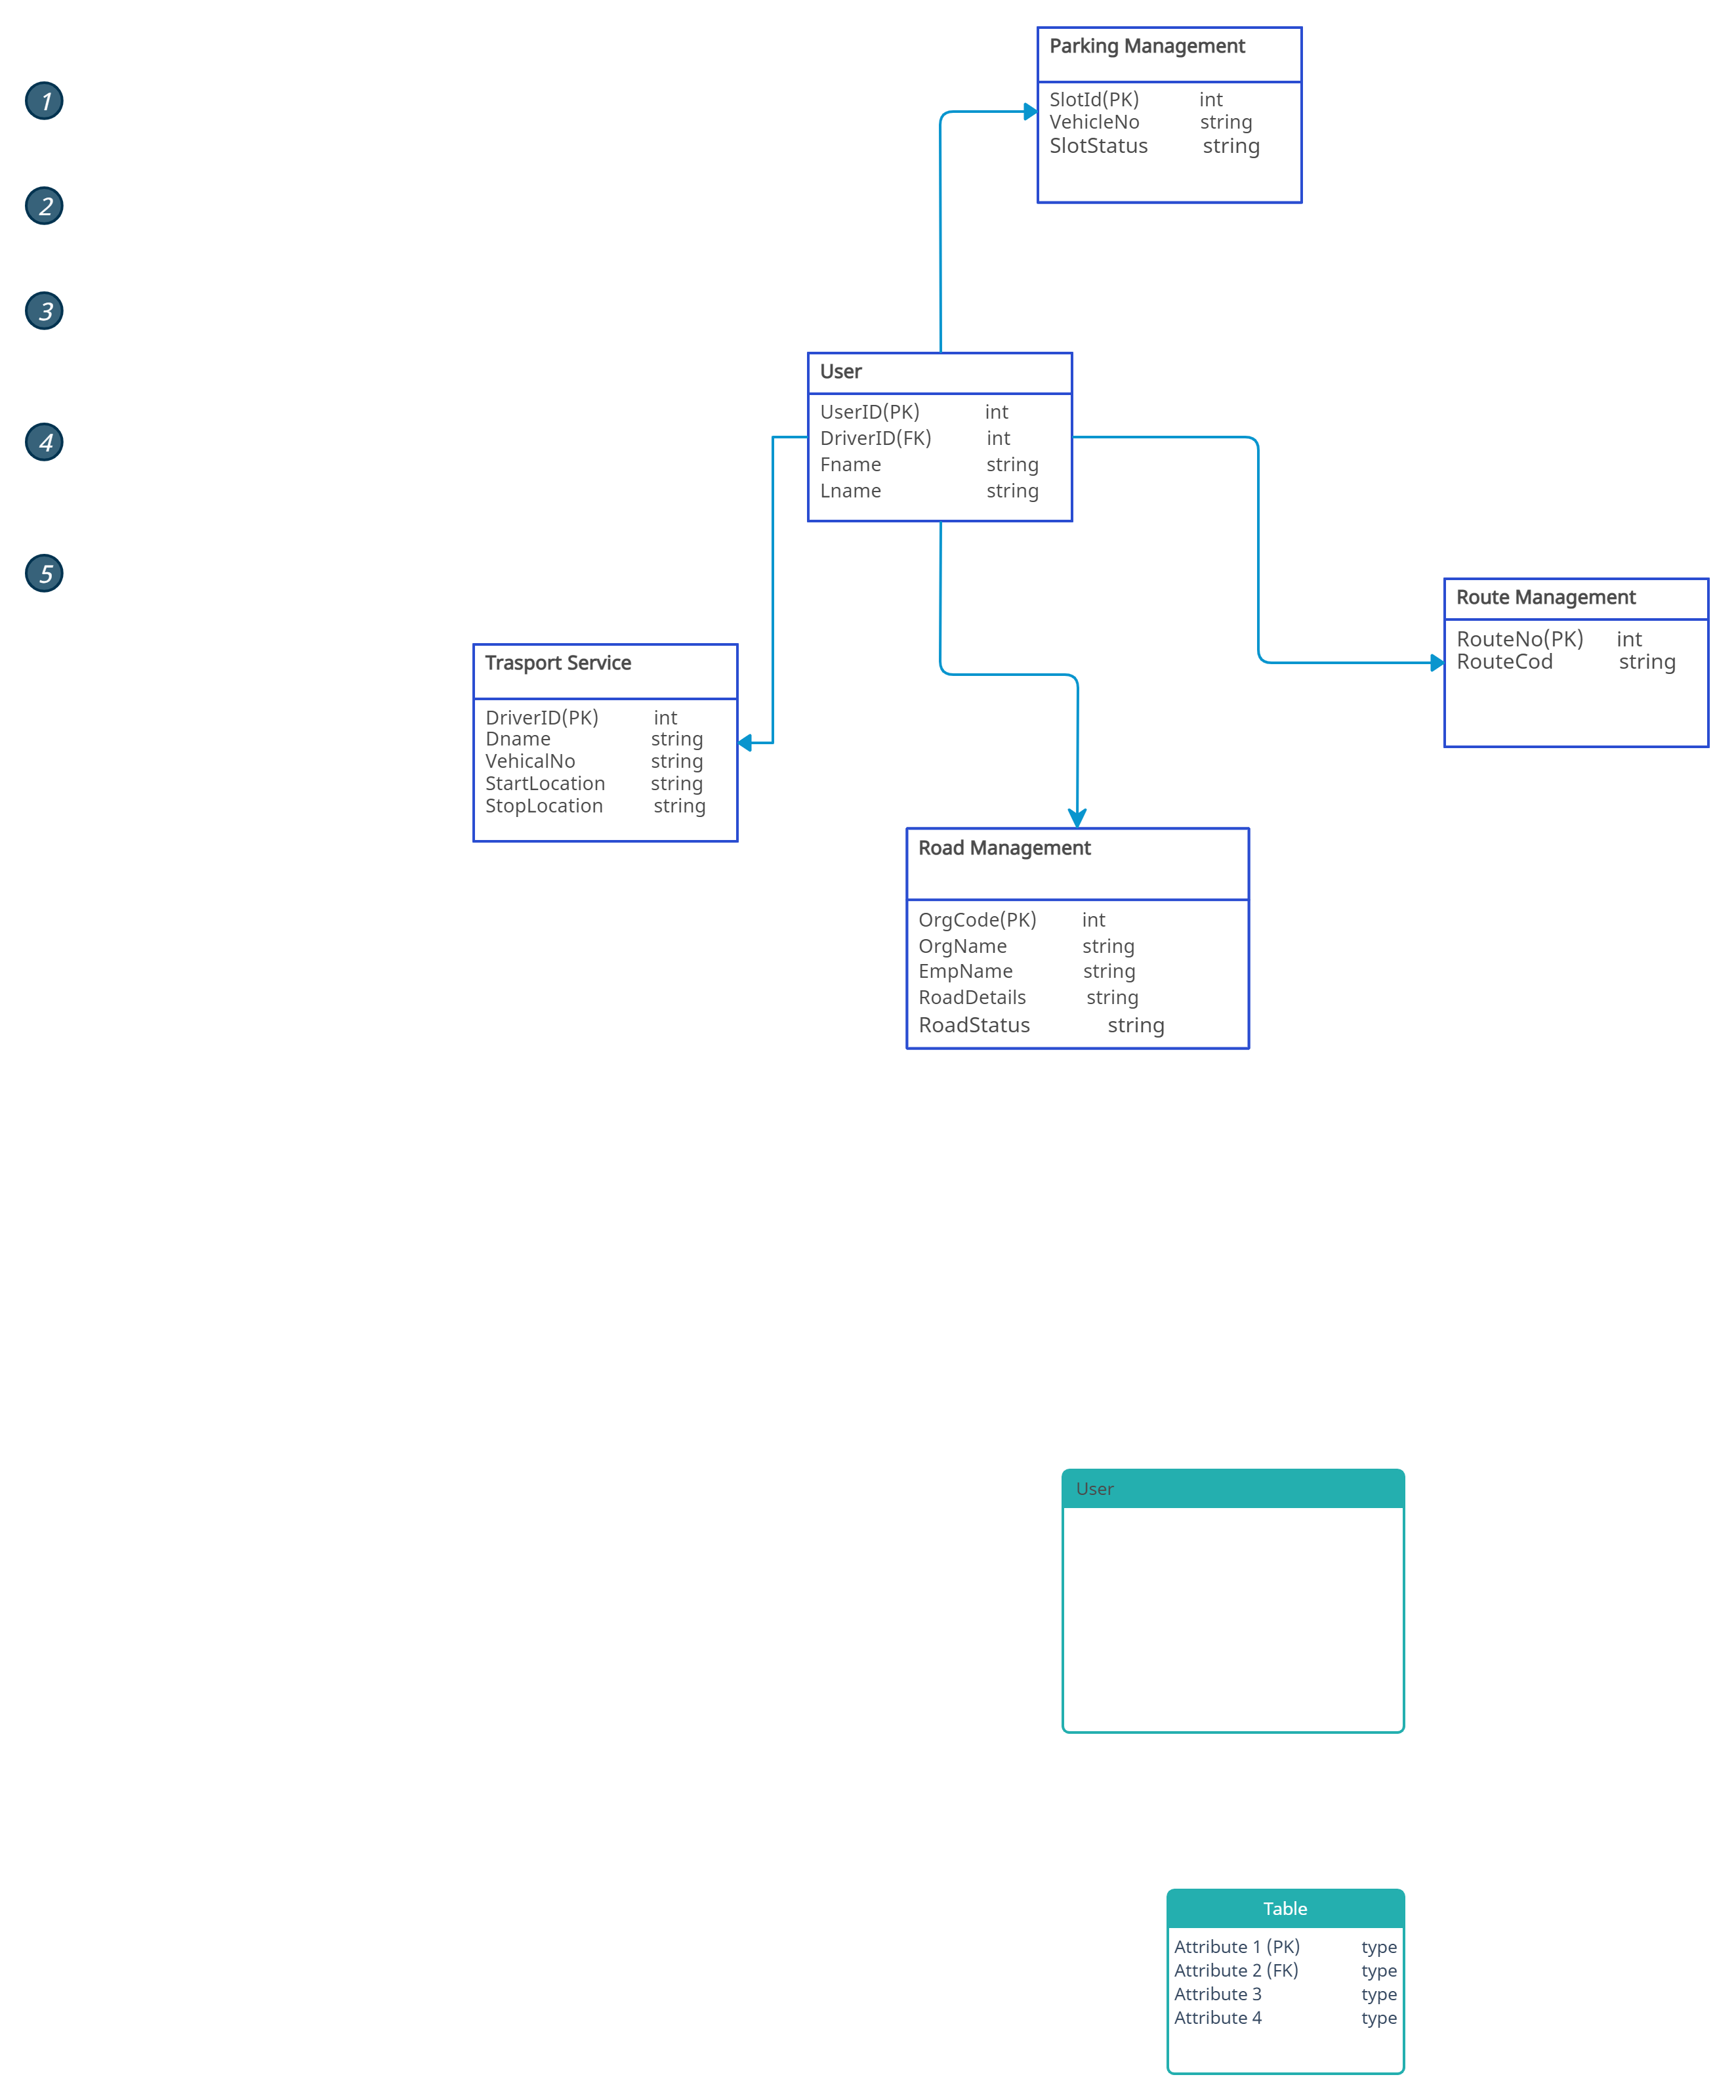 Parking Management
SlotId(PK) int
VehicleNo string
SlotStatus string
1
2
3
4
5
User
UserID(PK) int
DriverID(FK) int
Fname string
Lname string
Route Management
RouteNo(PK) int
RouteCod string
Trasport Service
DriverID(PK) int
Dname string
VehicalNo string
StartLocation string
StopLocation string
Road Management
OrgCode(PK) int
OrgName string
EmpName string
RoadDetails string
RoadStatus string
User
Table
Attribute 1 (PK) type
Attribute 2 (FK) type
Attribute 3 type
Attribute 4 type